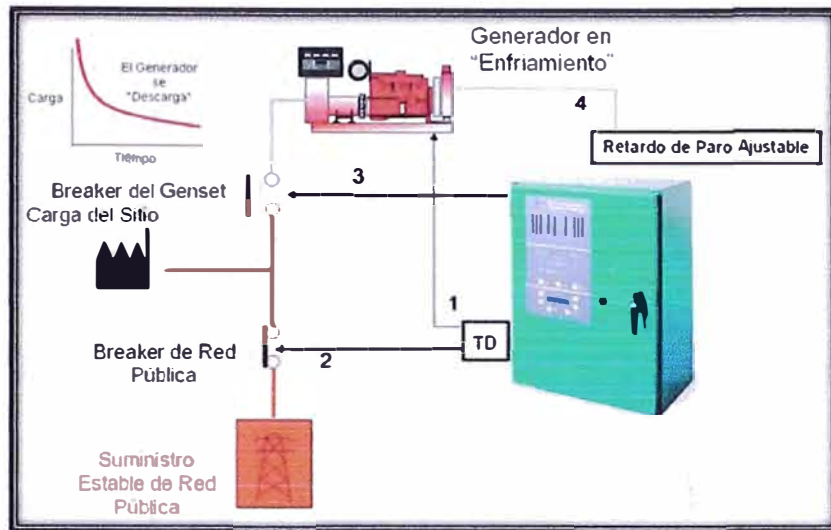 Generador en
"Enfriamiento"
El Generador
se
"Descarga"
Carga
Tiempo
4
Retardo de Paro Ajustable
Breaker del Genset
Carga del Sitio
3
1
TD
Breaker de Red
Pública
2
Suministro
Estable de Red
Pública